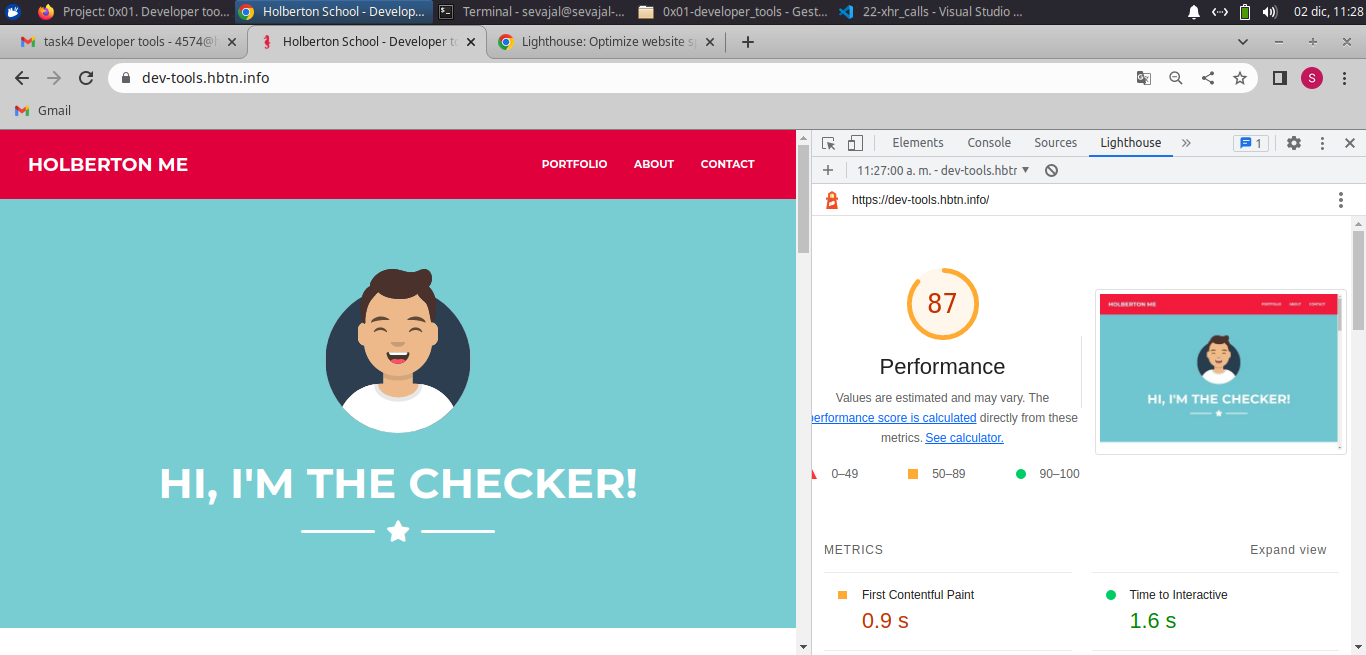 Project: 0x01. Developer too...
Holberton School - Develop...
Terminal - sevajal@sevajal-...
0x01-developer_tools - Gest...
22-xhr_calls - Visual Studio ...
02 dic, 11:28
task4 Developer tools - 4574@h
Holberton School - Developer to
Lighthouse: Optimize website sp
dev-tools.hbtn.info
S
Gmail
HOLBERTON ME
PORTFOLIO
ABOUT
CONTACT
HI, I'M THE CHECKER!
Elements
Console
Sources
Lighthouse
»
1
11:27:00 a. m. - dev-tools.hbtr
https://dev-tools.hbtn.info/
87
Performance
Values are estimated and may vary. The
performance score is calculated directly from these
metrics. See calculator.
0–49
50–89
90–100
HOLBERTON ME
PORTFOLIO
ABOUT
CONTACT
HI, I'M THE CHECKER!
METRICS
Expand view
First Contentful Paint
0.9 s
Time to Interactive
1.6 s